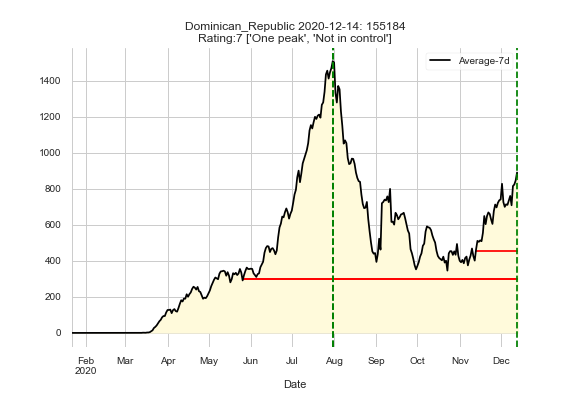 Dominican_Republic 2020-12-14: 155184
Rating:7 ['One peak', 'Not in control']
Average-7d
1400
1200
1000
800
600
400
200
0
Feb Mar Apr May Jun Jul Aug Sep Oct Nov Dec
2020
Date